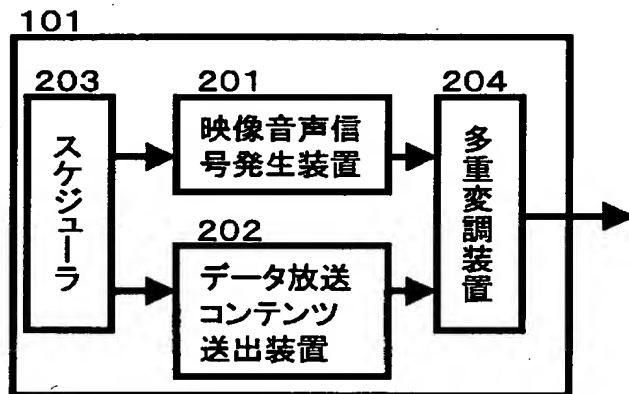 101
203
スケジューラ
201
映像音声信
号発生装置
202
データ放送
コンテンツ
送出装置
204
多重変調装置